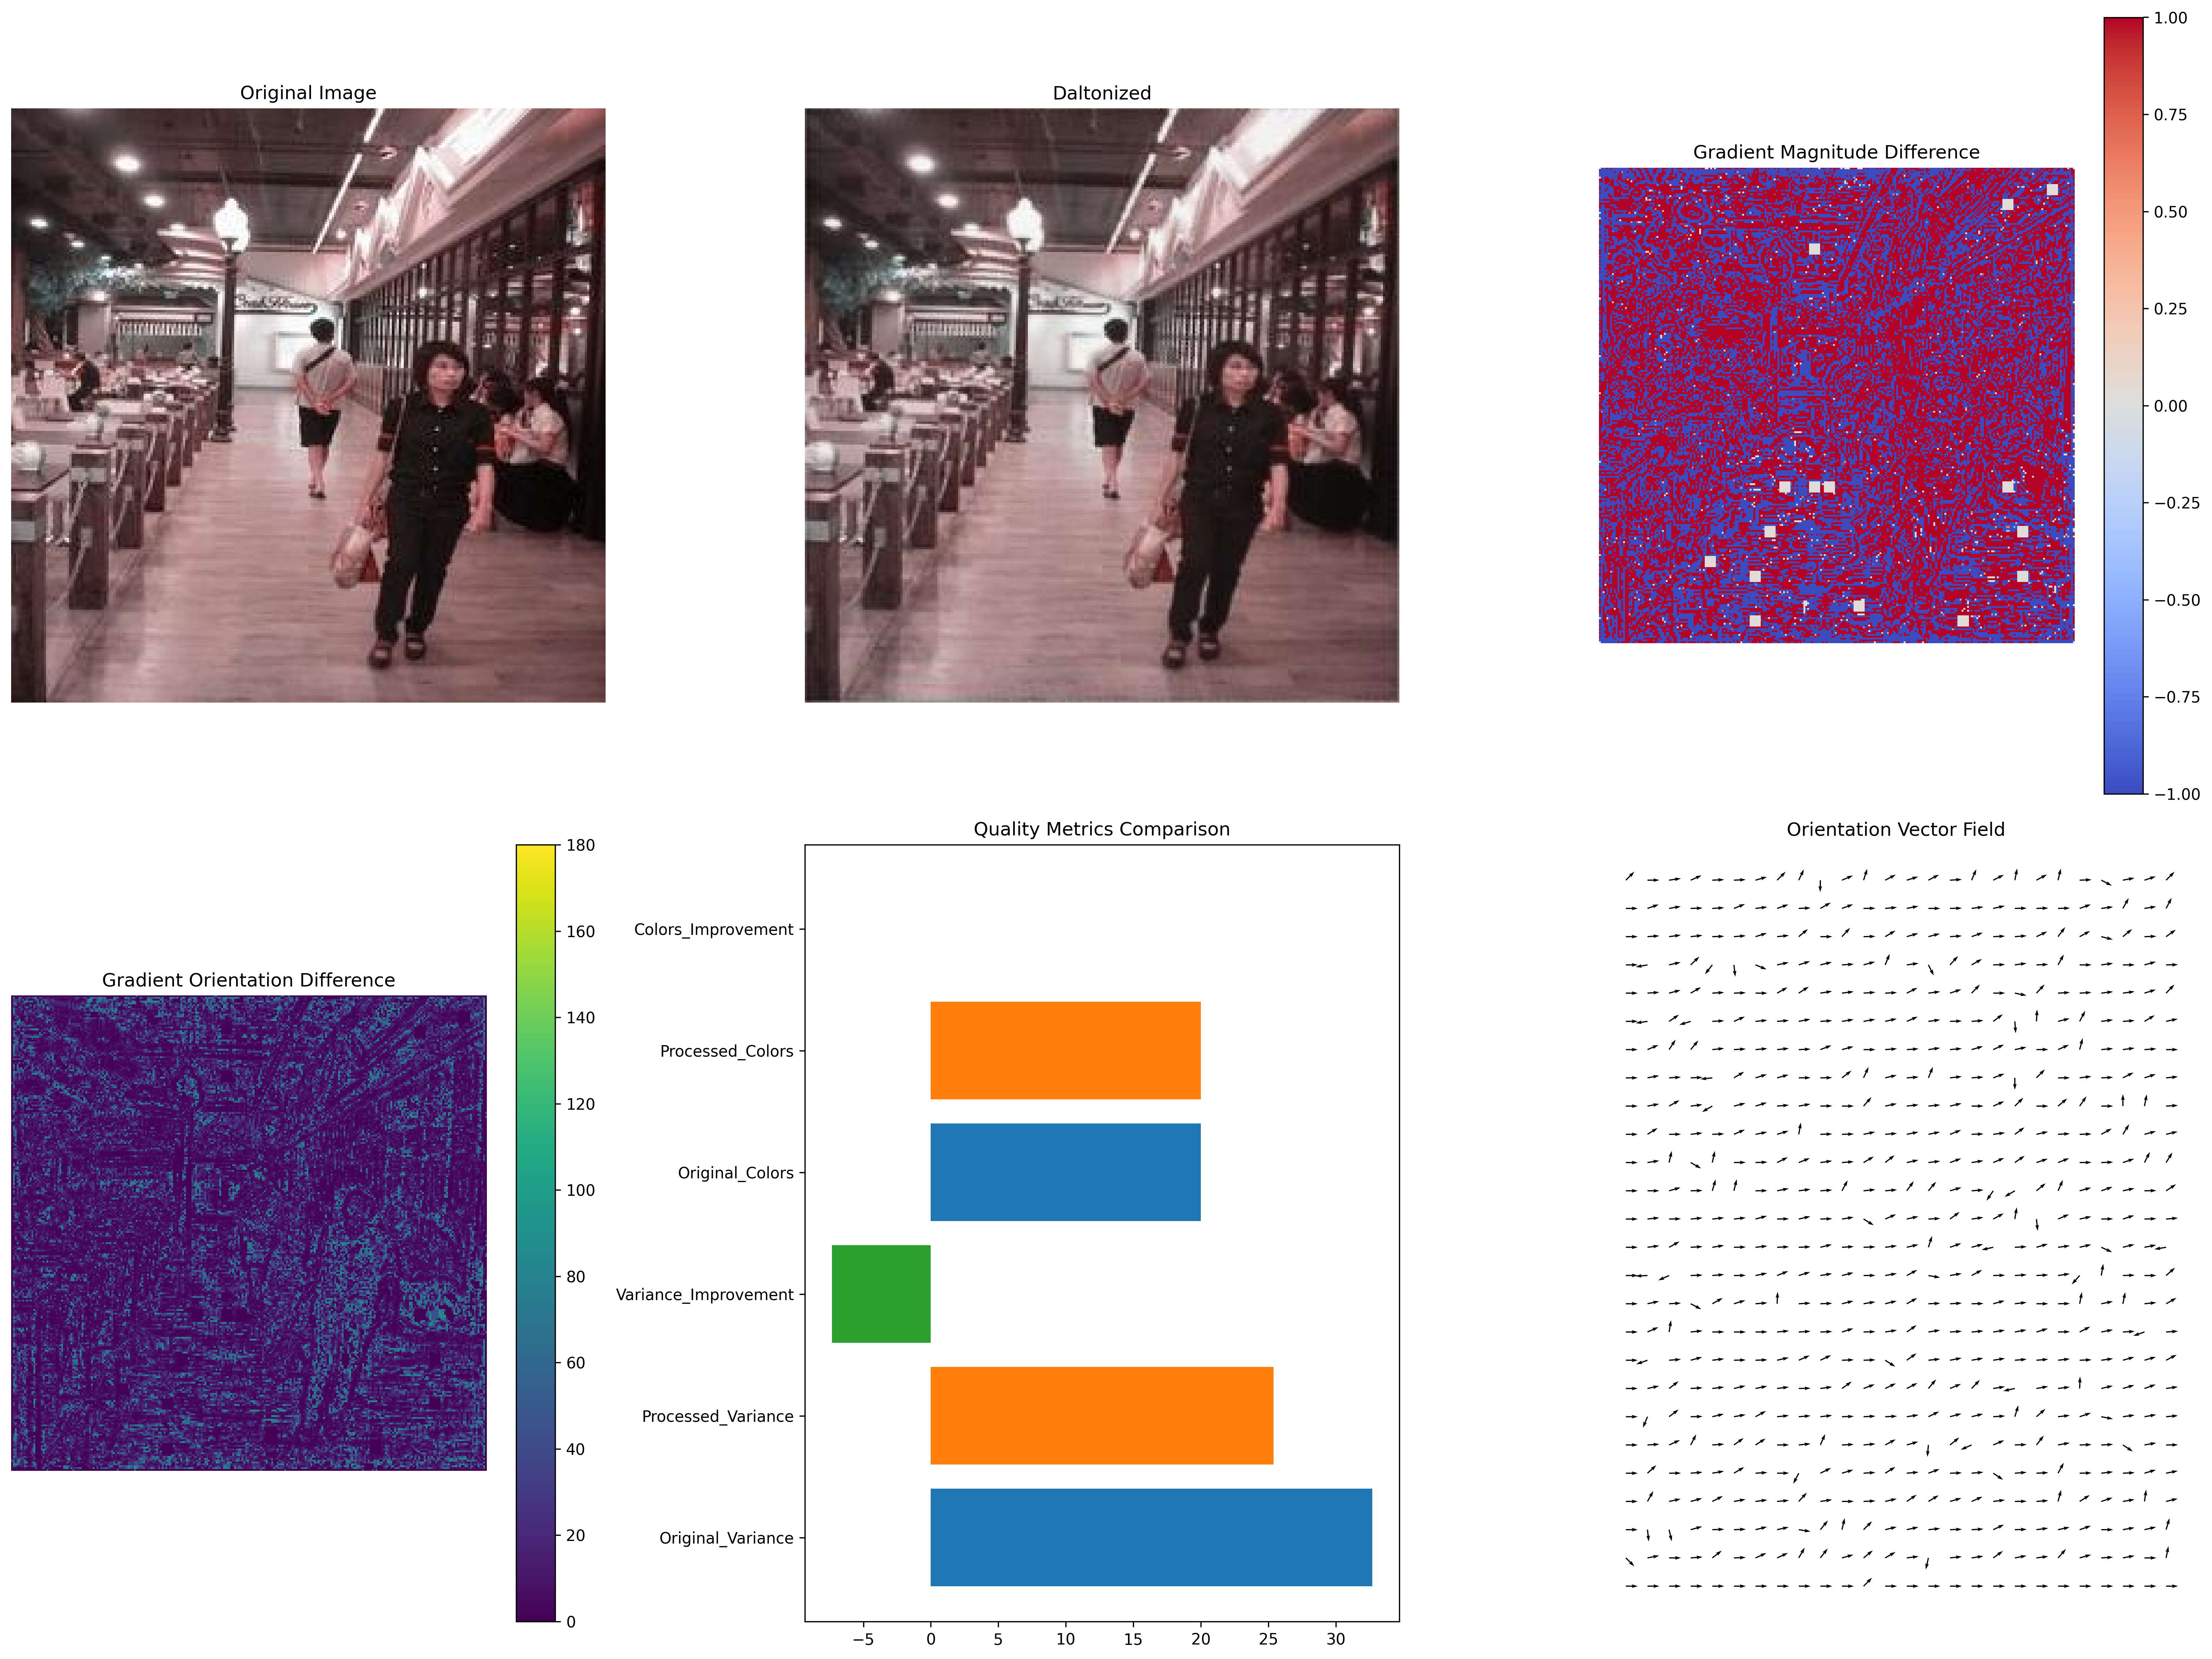 Original Image
Daltonized
Gradient Magnitude Difference
1.00
0.75
0.50
0.25
0.00
−0.25
−0.50
−0.75
−1.00
Gradient Orientation Difference
180
160
140
120
100
80
60
40
20
0
Quality Metrics Comparison
Colors_Improvement
Processed_Colors
Original_Colors
Variance_Improvement
Processed_Variance
Original_Variance
−5
0
5
10
15
20
25
30
Orientation Vector Field